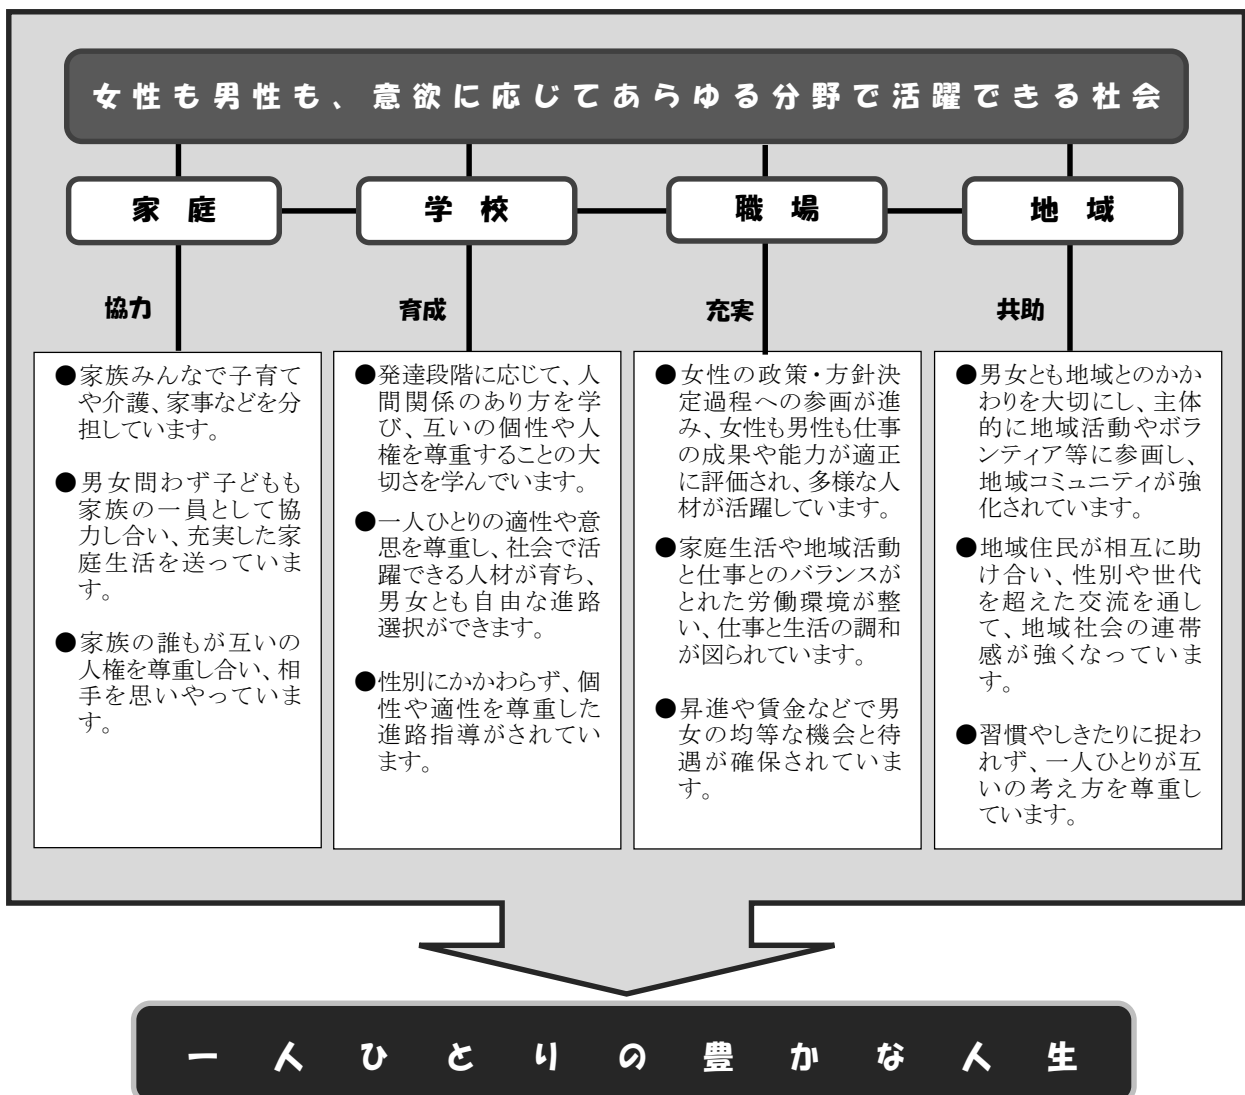 女性も男性も、意欲に応じてあらゆる分野で活躍できる社会
家庭
学校
職場
地域
協力
育成
充実
共助
●家族みんなで子育て
や介護、家事などを分
担しています。
●男女問わず子どもも
家族の一員として協
力し合い、充実した家
庭生活を送っていま
す。
●家族の誰もが互いの
人権を尊重し合い、相
手を思いやっていま
す。
●発達段階に応じて、人
間関係のあり方を学
び、互いの個性や人
権を尊重することの大
切さを学んでいます。
●一人ひとりの適性や意
思を尊重し、社会で活
躍できる人材が育ち、
男女とも自由な進路
選択ができます。
●性別にかかわらず、個
性や適性を尊重した
進路指導がされてい
ます。
●女性の政策・方針決
定過程への参画が進
み、女性も男性も仕事
の成果や能力が適正
に評価され、多様な人
材が活躍しています。
●家庭生活や地域活動
と仕事とのバランスが
とれた労働環境が整
い、仕事と生活の調和
が図られています。
●昇進や賃金などで男
女の均等な機会と待
遇が確保されていま
す。
●男女とも地域とのかか
わりを大切にし、主体
的に地域活動やボラ
ンティア等に参画し、
地域コミュニティが強
化されています。
●地域住民が相互に助
け合い、性別や世代
を超えた交流を通し
て、地域社会の連帯
感が強くなっていま
す。
●習慣やしきたりに捉わ
れず、一人ひとりが互
いの考え方を尊重し
ています。
一人ひとりの豊かな人生